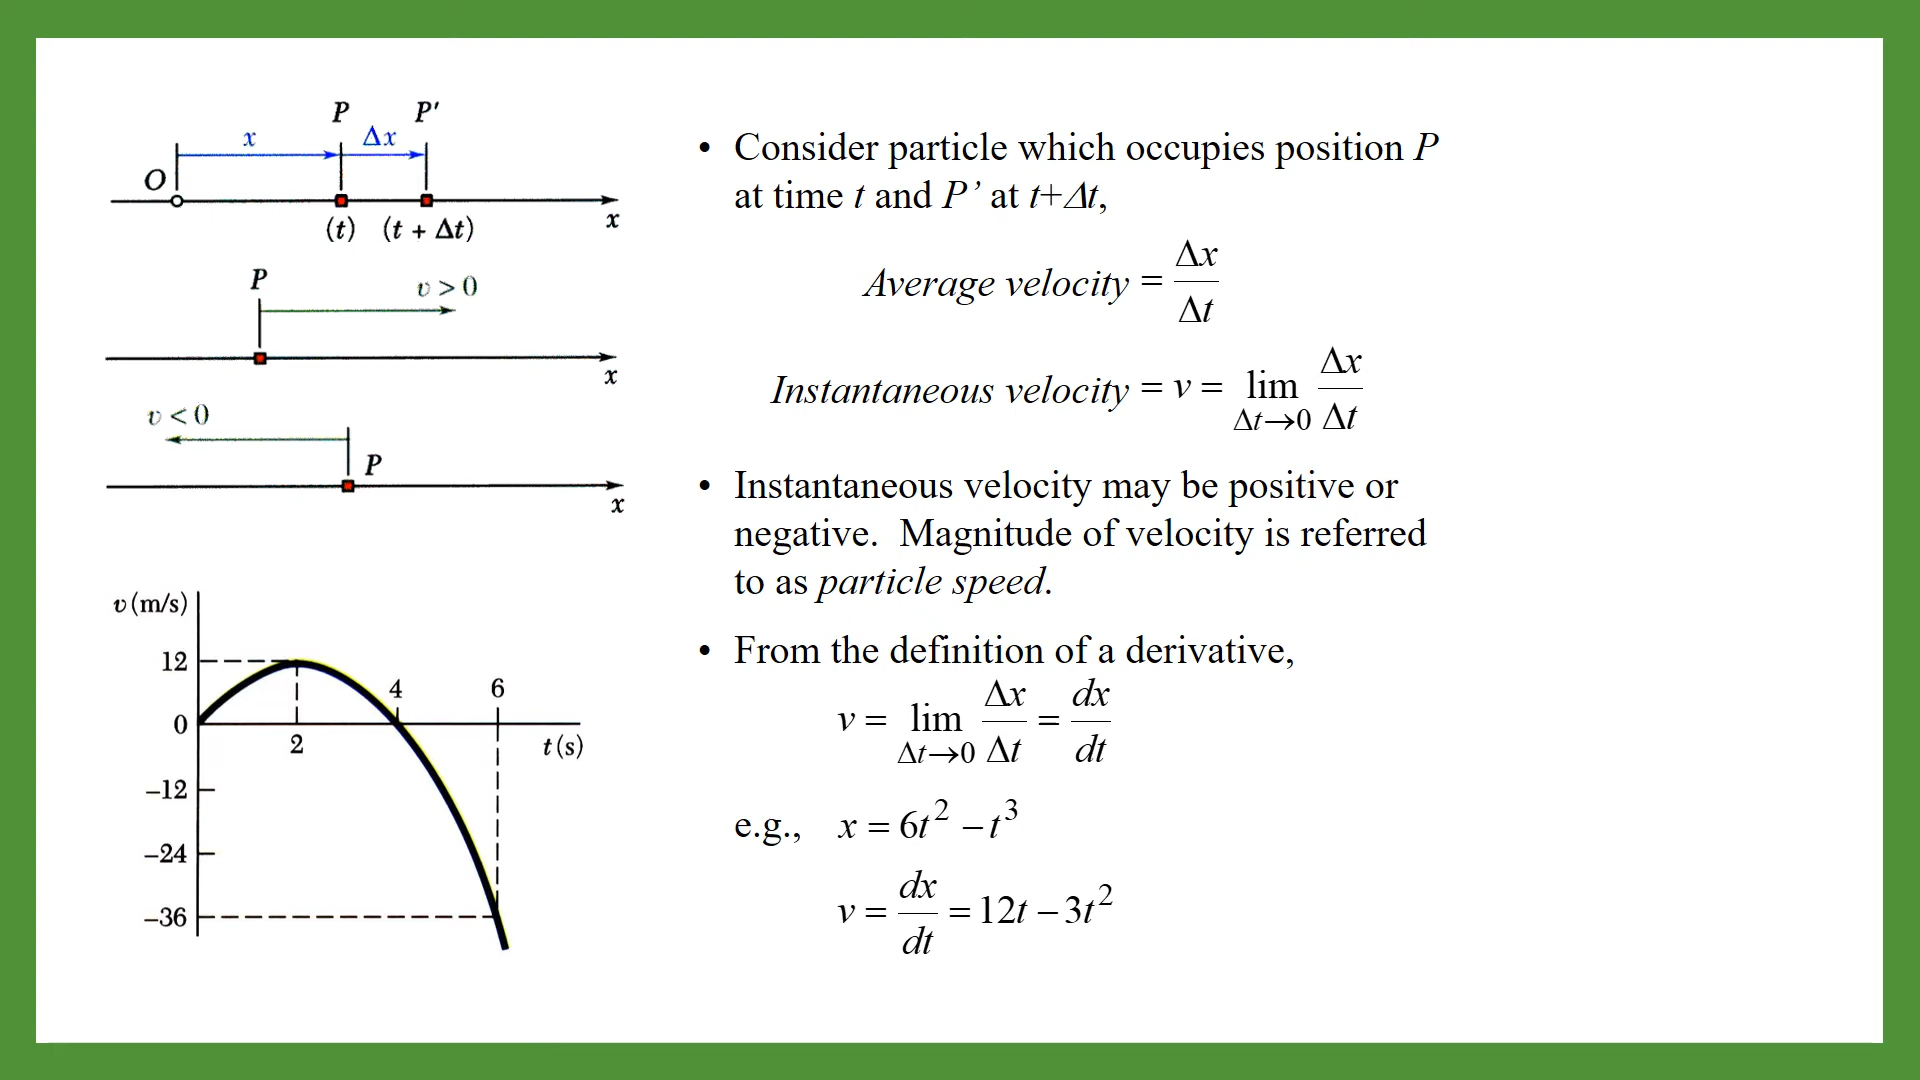 P P′
x Δx
O
(t) (t + Δt) x
P
v > 0
x
v < 0
P
x
v (m/s)
12
4 6
0
2 t (s)
–12
–24
–36
• Consider particle which occupies position P
at time t and P’ at t+Δt,
Average velocity = Δx/Δt
Instantaneous velocity = v = lim Δt→0 Δx/Δt
• Instantaneous velocity may be positive or
negative. Magnitude of velocity is referred
to as particle speed.
• From the definition of a derivative,
v = lim Δt→0 Δx/Δt = dx/dt
e.g., x = 6t² − t³
v = dx/dt = 12t − 3t²